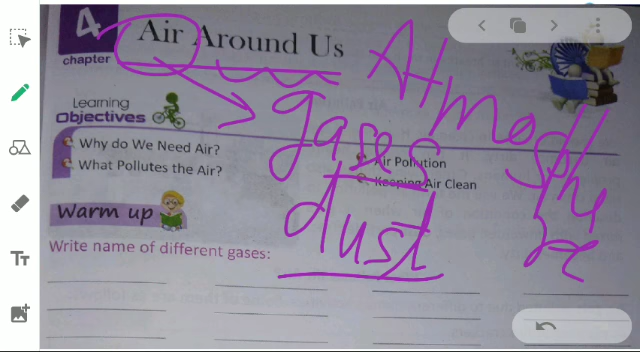 4
chapter
Air Around Us
Atmosphere
Learning
Objectives
gases
Why do We Need Air?
Air Pollution
What Pollutes the Air?
Keeping Air Clean
dust
Warm up
Write name of different gases:
Tт